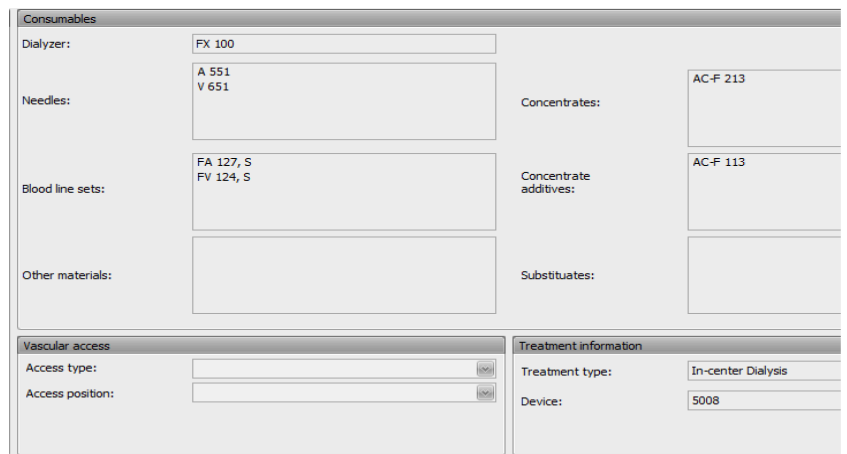 Consumables
Dialyzer:
FX 100
Needles:
A 551
V 651
Concentrates:
AC-F 213
Blood line sets:
FA 127, S
FV 124, S
Concentrate
additives:
AC-F 113
Other materials:
Substituates:
Vascular access
Access type:
Access position:
Treatment information
Treatment type:
In-center Dialysis
Device:
5008